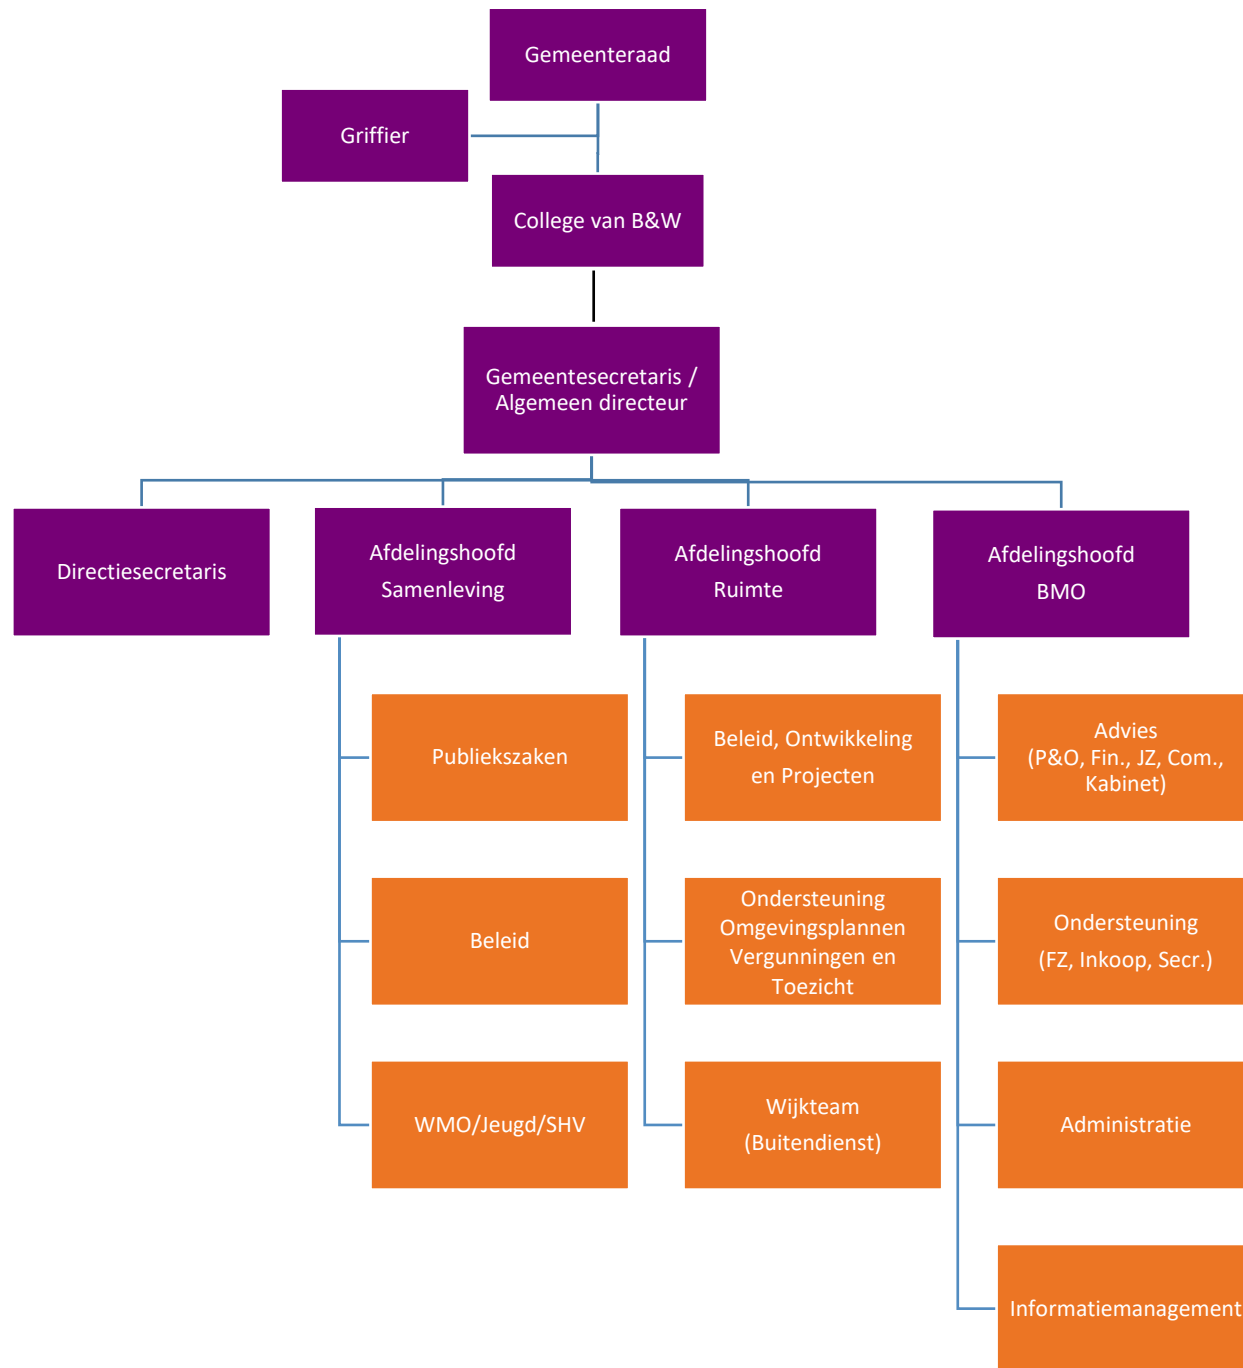 Gemeenteraad
Griffier
College van B&W
Gemeentesecretaris /
Algemeen directeur
Directiesecretaris
Afdelingshoofd
Samenleving
Afdelingshoofd
Ruimte
Afdelingshoofd
BMO
Publiekszaken
Beleid, Ontwikkeling
en Projecten
Advies
(P&O, Fin., JZ, Com.,
Kabinet)
Beleid
Ondersteuning
Omgevingsplannen
Vergunningen en
Toezicht
Ondersteuning
(FZ, Inkoop, Secr.)
WMO/Jeugd/SHV
Wijkteam
(Buitendienst)
Administratie
Informatiemanagement